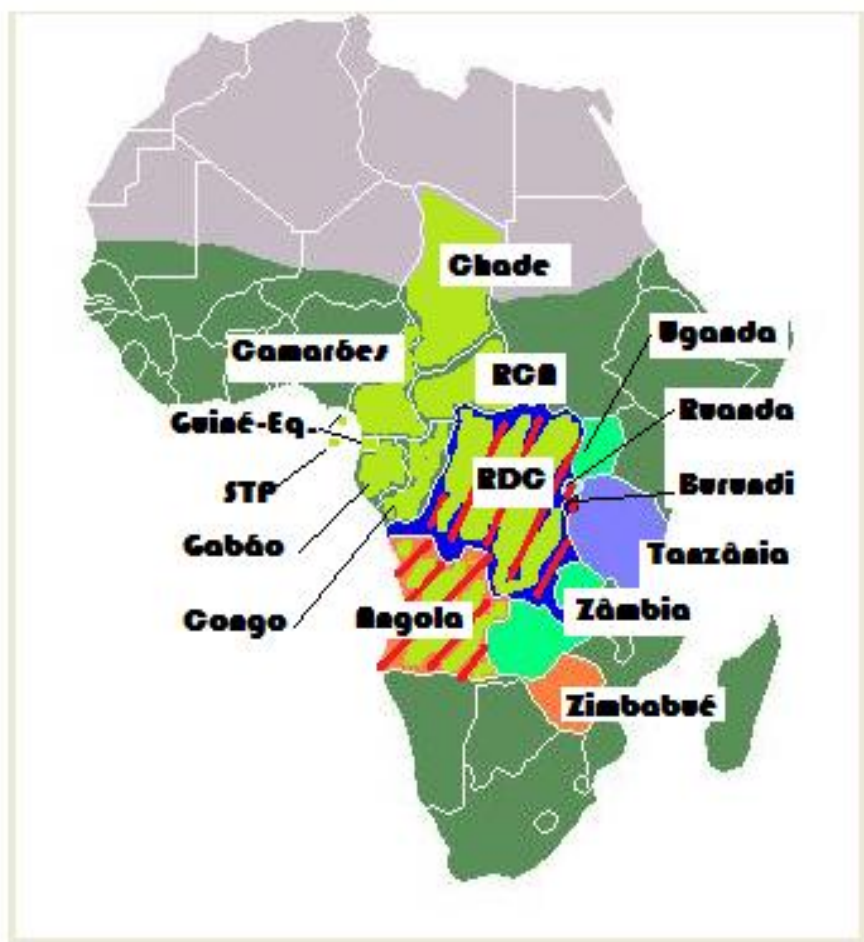 Chade
Uganda
Camarões
RCA
Ruanda
Guiné-Eq.
RDC
Burundi
STP
Gabão
Tanzânia
Congo
Angola
Zâmbia
Zimbabué